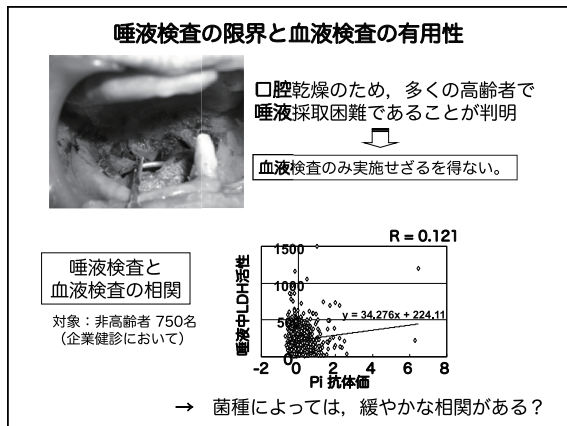 唾液検査の限界と血液検査の有用性
口腔乾燥のため，多くの高齢者で
唾液採取困難であることが判明
血液検査のみ実施せざるを得ない。
唾液検査と
血液検査の相関
対象：非高齢者 750名
（企業健診において）
R = 0.121
唾液中LDH活性
1500
1000
500
0
y = 34.276x + 224.11
-2 0 2 4 6 8
Pi 抗体価
→ 菌種によっては，緩やかな相関がある？